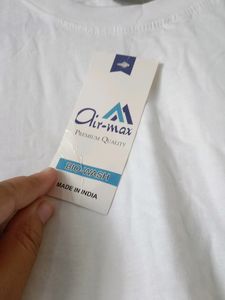 air-max
PREMIUM QUALITY
BIO-WASH
MADE IN INDIA